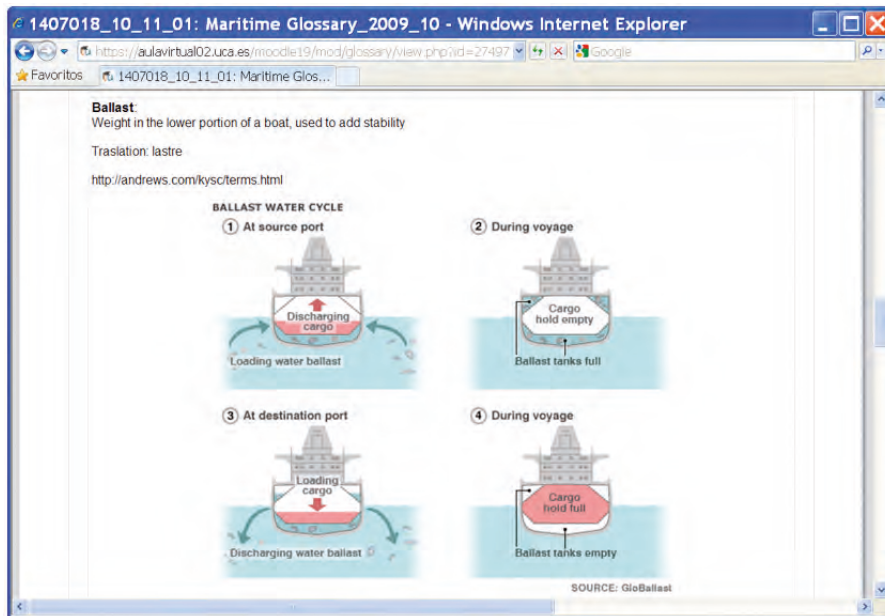 1407018_10_11_01: Maritime Glossary_2009_10 - Windows Internet Explorer
https://aulavirtual02.uca.es/moodle19/mod/glossary/view.php?id=27497
Google
Favoritos
1407018_10_11_01: Maritime Glos...
Ballast:
Weight in the lower portion of a boat, used to add stability
Traslation: lastre
http://andrews.com/kysc/terms.html
BALLAST WATER CYCLE
1 At source port
2 During voyage
Discharging
cargo
Loading water ballast
Cargo
hold empty
Ballast tanks full
3 At destination port
4 During voyage
Loading
cargo
Discharging water ballast
Cargo
hold full
Ballast tanks empty
SOURCE: GloBallast